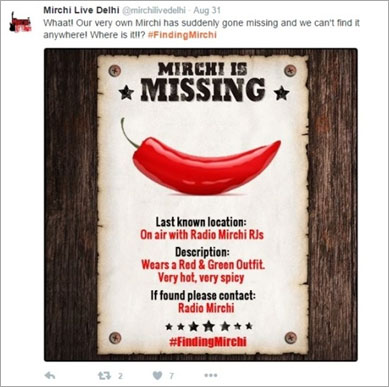 Mirchi Live Delhi @mirchilivedelhi · Aug 31
Whaat! Our very own Mirchi has suddenly gone missing and we can't find it
anywhere! Where is it!!!? #FindingMirchi
MIRCHI IS
MISSING
Last known location:
On air with Radio Mirchi RJs
Description:
Wears a Red & Green Outfit.
Very hot, very spicy
If found please contact:
Radio Mirchi
#FindingMirchi
2
7